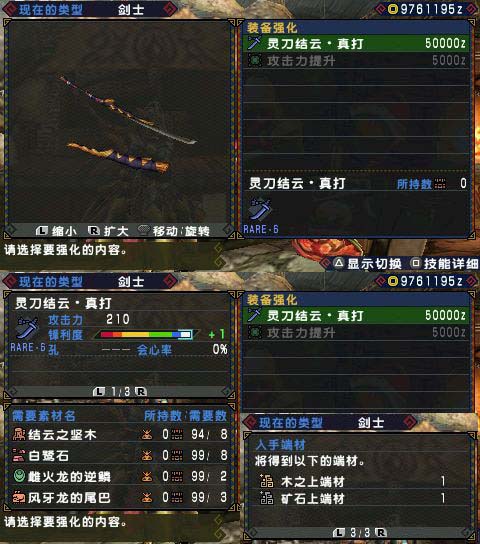 现在的类型 剑士
9761195z
装备强化
灵刀结云·真打 50000z
攻击力提升 5000z
灵刀结云·真打 所持数 0
RARE-6
L 缩小 R 扩大 移动/旋转
请选择要强化的内容。
△显示切换 □技能详细
现在的类型 剑士
9761195z
灵刀结云·真打
攻击力 210
锋利度 +1
RARE-6
孔 --- 会心率 0%
L 1/3 R
装备强化
灵刀结云·真打 50000z
攻击力提升 5000z
需要素材名 所持数/需要数
结云之坚木 0 94/ 8
白鹭石 0 99/ 8
雌火龙的逆鳞 0 99/ 2
风牙龙的尾巴 0 99/ 3
请选择要强化的内容。
现在的类型 剑士
入手端材
将得到以下的端材。
木之上端材 1
矿石上端材 1
L 3/3 R